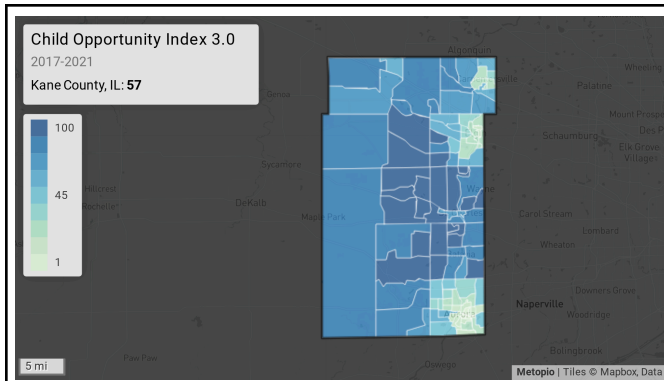 Child Opportunity Index 3.0
2017-2021
Kane County, IL: 57
100
45
1
Algonquin
Wheeling
Palatine
Genoa
Mount Prospe
Schaumburg
Des P
Elk Grove
Village
Sycamore
Hillcrest
Rochelle
DeKalb
Maple Park
Wayne
Carol Stream
Lombard
Wheaton
Downers Grove
Naperville
Woodridge
Aurora
Bolingbrook
Paw Paw
Oswego
5 mi
Metopio | Tiles © Mapbox, Data